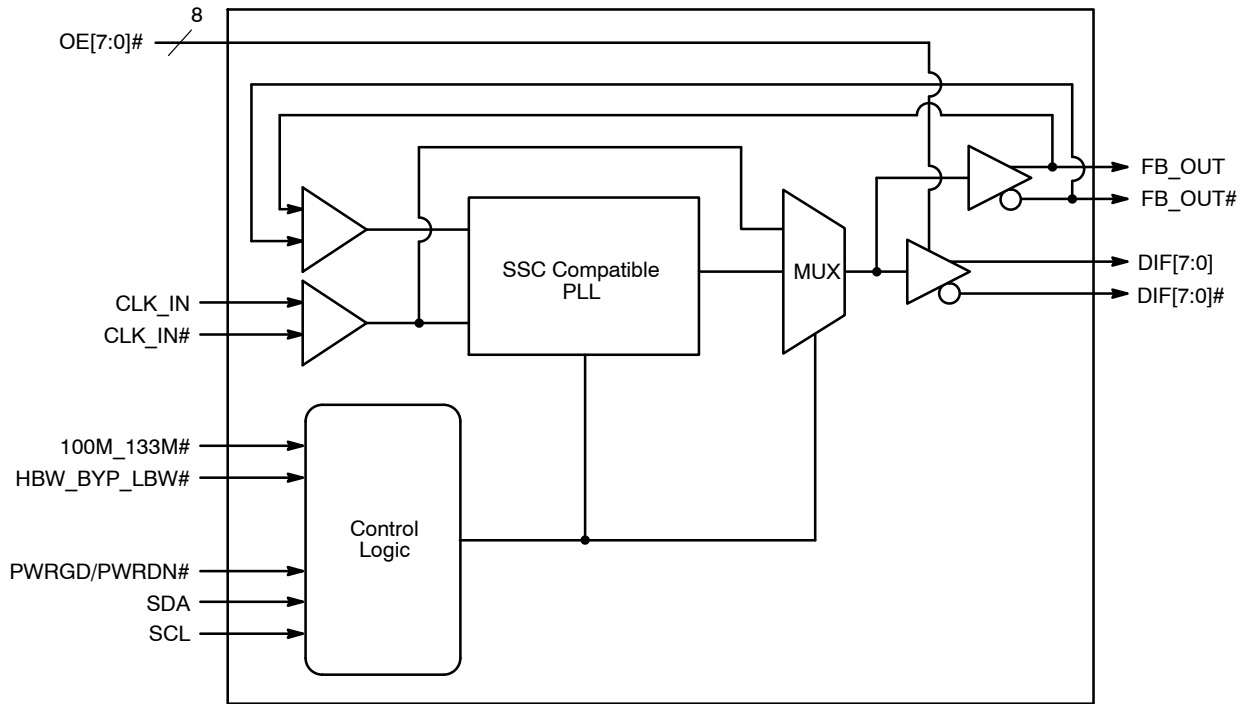 8
OE[7:0]#
FB_OUT
FB_OUT#
SSC Compatible
PLL
MUX
DIF[7:0]
DIF[7:0]#
CLK_IN
CLK_IN#
100M_133M#
HBW_BYP_LBW#
Control
Logic
PWRGD/PWRDN#
SDA
SCL